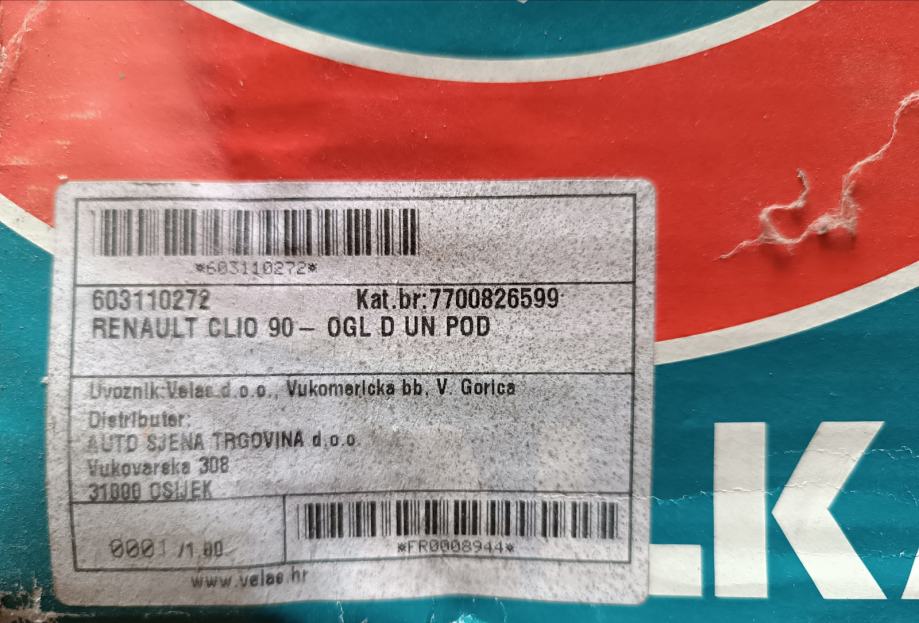 *603110272*
603110272 Kat.br:7700826599
RENAULT CLIO 90 – OGL D UN POD
Uvoznik:Velas d.o.o., Vukomericka bb, V. Gorica
Distributer:
AUTO SJENA TRGOVINA d.o.o.
Vukovarska 308
31000 OSIJEK
0001 /1.00
*FR0008944*
www.velas.hr
LKA